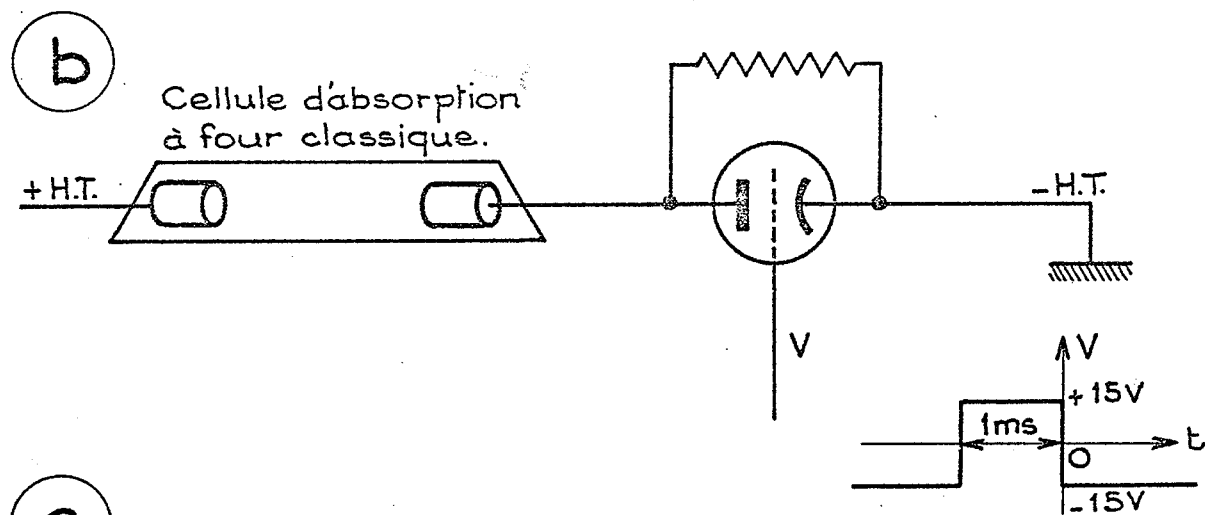 b
Cellule d'absorption
à four classique.
+ H.T.
- H.T.
V
V
+ 15V
1ms
t
O
- 15V